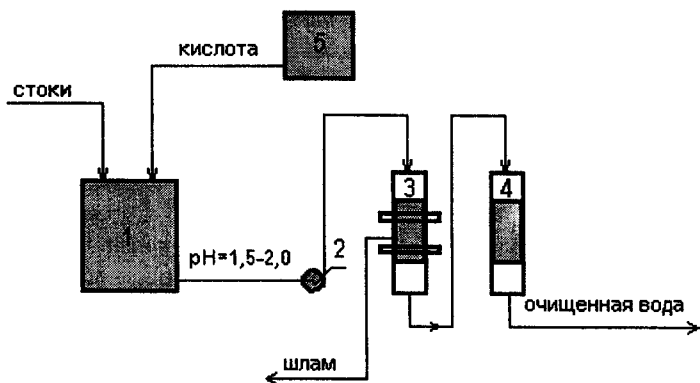 5
кислота
стоки
3
4
1
2
pH=1,5-2,0
очищенная вода
шлам